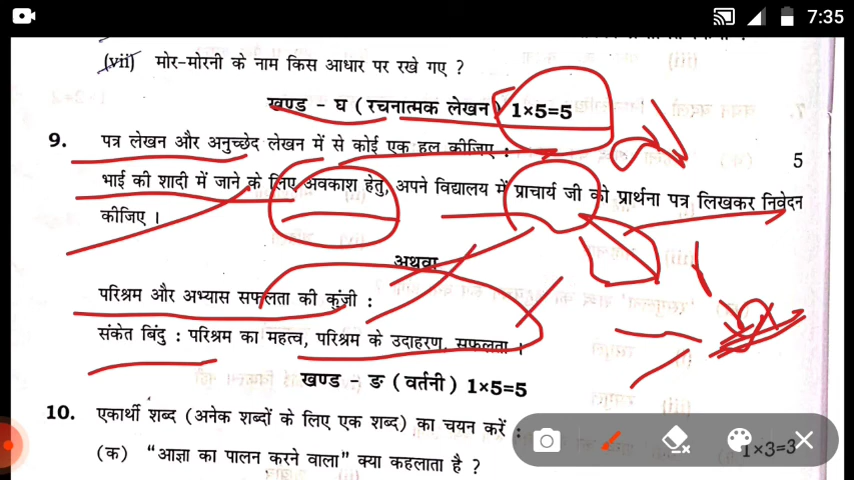 7:35
(vii) मोर-मोरनी के नाम किस आधार पर रखे गए ?
खण्ड - घ (रचनात्मक लेखन) 1×5=5
9. पत्र लेखन और अनुच्छेद लेखन में से कोई एक हल कीजिए : 5
भाई की शादी में जाने के लिए अवकाश हेतु, अपने विद्यालय में प्राचार्य जी को प्रार्थना पत्र लिखकर निवेदन
कीजिए ।
अथवा
परिश्रम और अभ्यास सफलता की कुंजी :
संकेत बिंदु : परिश्रम का महत्व, परिश्रम के उदाहरण, सफलता ।
खण्ड - ङ (वर्तनी) 1×5=5
10. एकार्थी शब्द (अनेक शब्दों के लिए एक शब्द) का चयन करें :
(क) "आज्ञा का पालन करने वाला" क्या कहलाता है ? 1×3=3